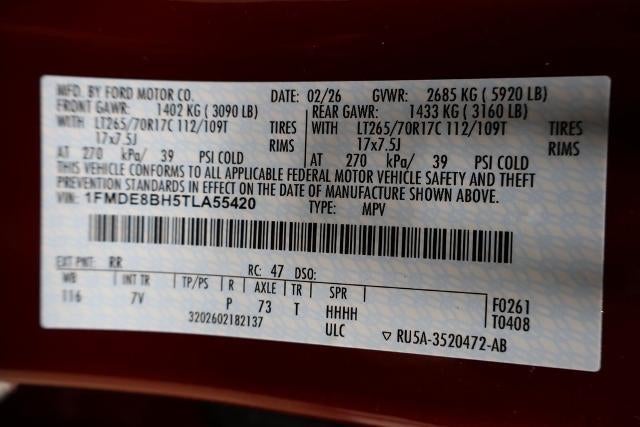 MFD. BY FORD MOTOR CO. DATE: 02/26 GVWR: 2685 KG (5920 LB)
FRONT GAWR: 1402 KG (3090 LB) REAR GAWR: 1433 KG (3160 LB)
WITH LT265/70R17C 112/109T TIRES WITH LT265/70R17C 112/109T TIRES
17x7.5J RIMS 17x7.5J RIMS
AT 270 kPa/ 39 PSI COLD AT 270 kPa/ 39 PSI COLD
THIS VEHICLE CONFORMS TO ALL APPLICABLE FEDERAL MOTOR VEHICLE SAFETY AND THEFT
PREVENTION STANDARDS IN EFFECT ON THE DATE OF MANUFACTURE SHOWN ABOVE.
VIN: 1FMDE8BH5TLA55420 TYPE: MPV
EXT PNT: RR RC: 47 DSO:
WB INT TR TP/PS R AXLE TR SPR
116 7V P 73 T HHHH F0261
3202602182137 ULC T0408
▽ RU5A-3520472-AB